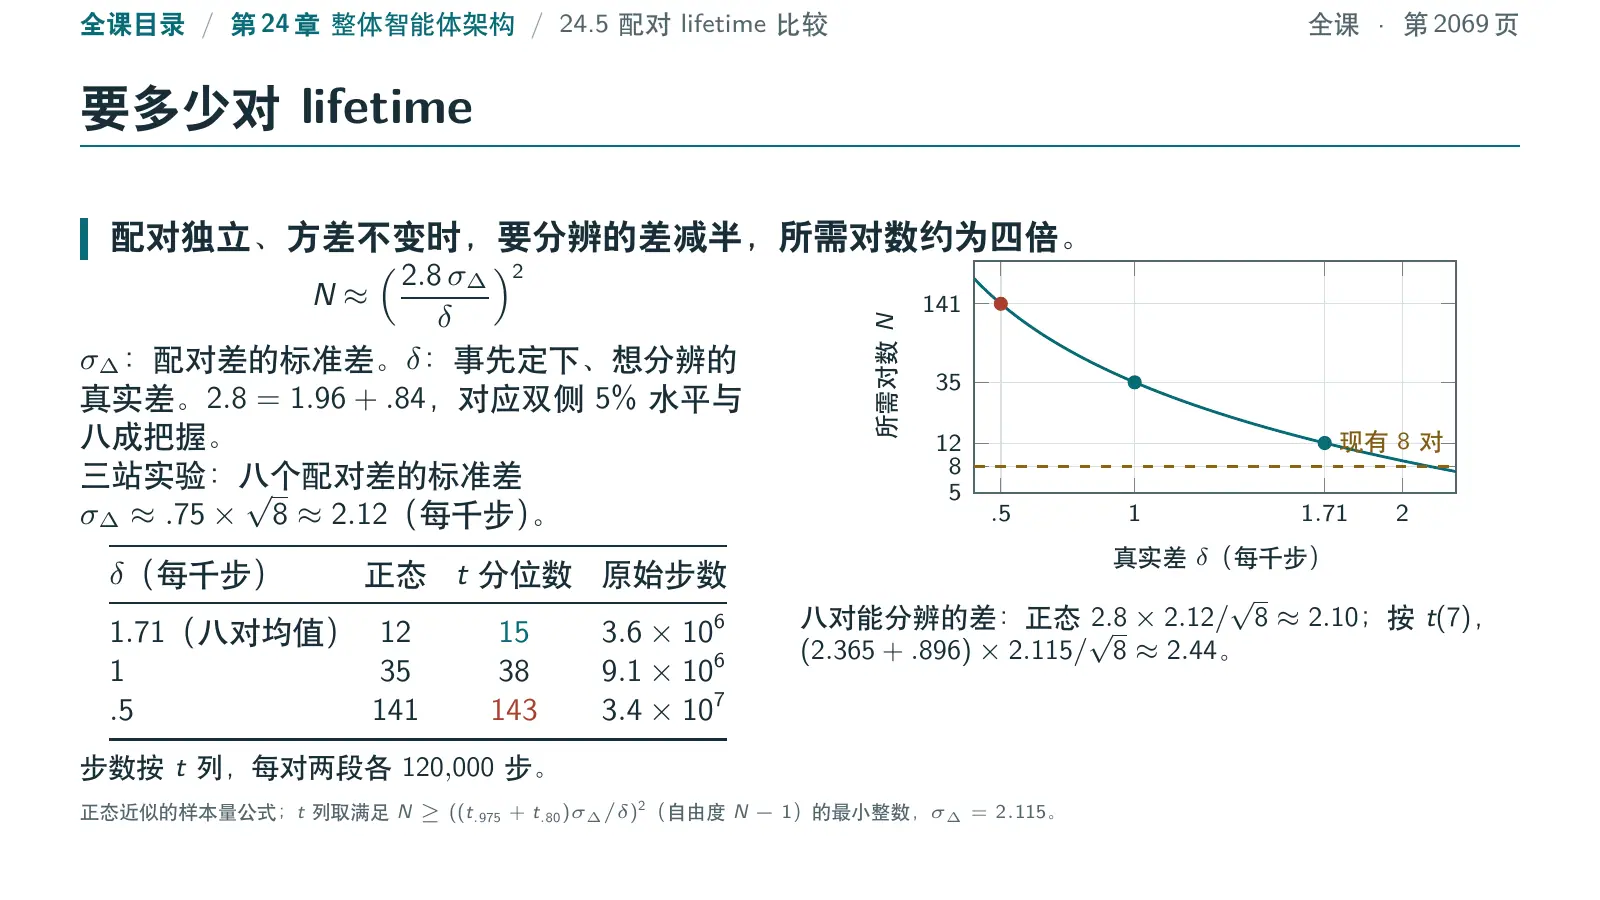 全课目录 / 第 24 章 整体智能体架构 / 24.5 配对 lifetime 比较
全课 · 第 2069 页
要多少对 lifetime
配对独立、方差不变时，要分辨的差减半，所需对数约为四倍。
N ≈ (2.8 σ_Δ / δ)²
σ_Δ：配对差的标准差。δ：事先定下、想分辨的
真实差。2.8 = 1.96 + .84，对应双侧 5% 水平与
八成把握。
三站实验：八个配对差的标准差
σ_Δ ≈ .75 × √8 ≈ 2.12（每千步）。
δ（每千步） 正态 t 分位数 原始步数
1.71（八对均值） 12 15 3.6 × 10⁶
1 35 38 9.1 × 10⁶
.5 141 143 3.4 × 10⁷
步数按 t 列，每对两段各 120,000 步。
正态近似的样本量公式；t 列取满足 N ≥ ((t.975 + t.80)σ_Δ/δ)²（自由度 N − 1）的最小整数，σ_Δ = 2.115。
所需对数 N
141
35
12
8
5
现有 8 对
.5 1 1.71 2
真实差 δ（每千步）
八对能分辨的差：正态 2.8 × 2.12/√8 ≈ 2.10；按 t(7)，
(2.365 + .896) × 2.115/√8 ≈ 2.44。